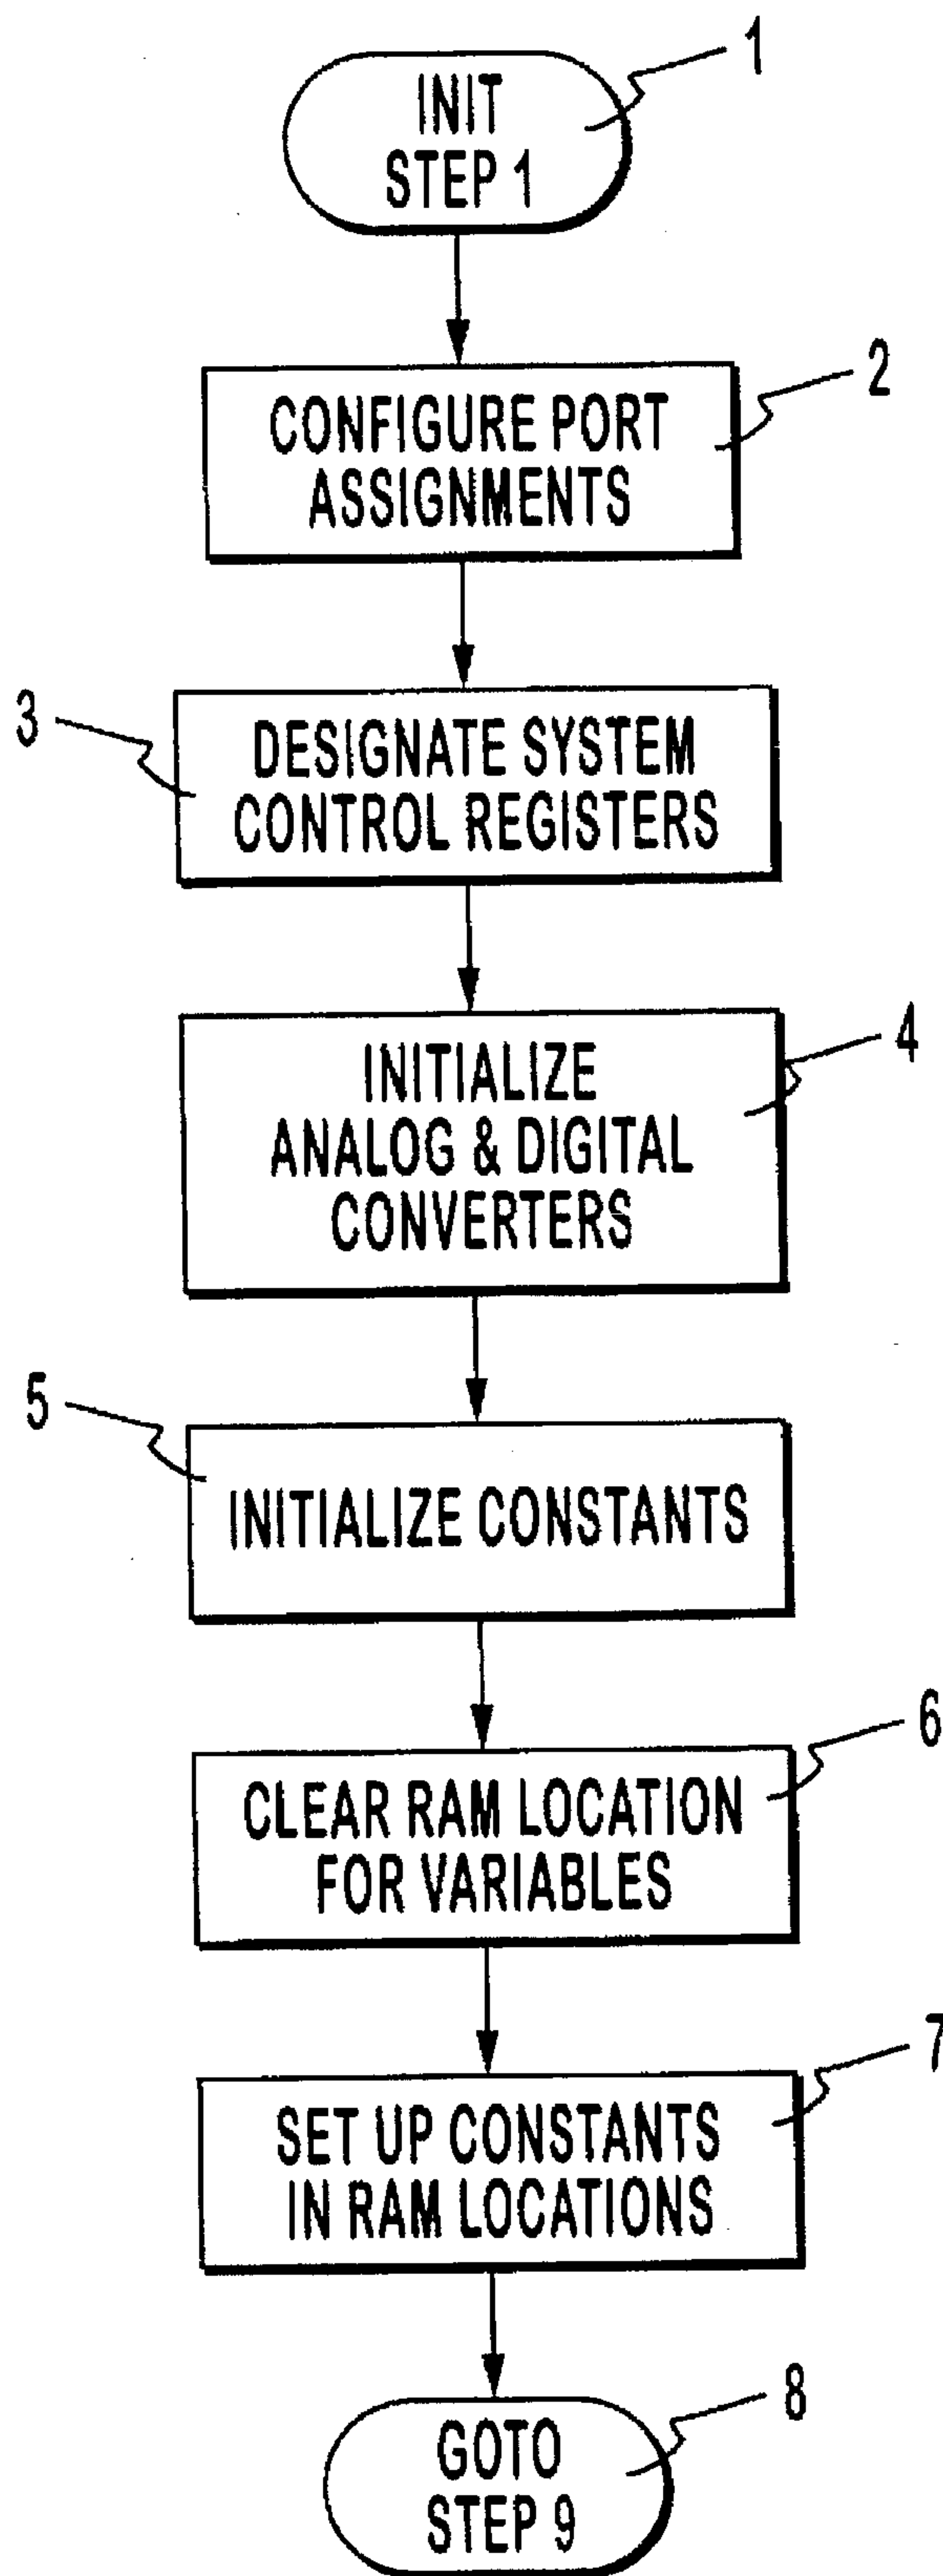 1
INIT
STEP 1
2
CONFIGURE PORT
ASSIGNMENTS
3
DESIGNATE SYSTEM
CONTROL REGISTERS
4
INITIALIZE
ANALOG & DIGITAL
CONVERTERS
5
INITIALIZE CONSTANTS
6
CLEAR RAM LOCATION
FOR VARIABLES
7
SET UP CONSTANTS
IN RAM LOCATIONS
8
GOTO
STEP 9